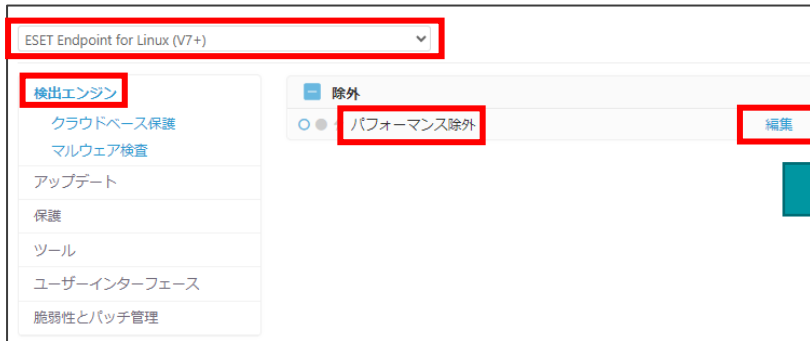 ESET Endpoint for Linux (V7+)
検出エンジン
クラウドベース保護
マルウェア検査
アップデート
保護
ツール
ユーザーインターフェース
脆弱性とパッチ管理
除外
パフォーマンス除外
編集